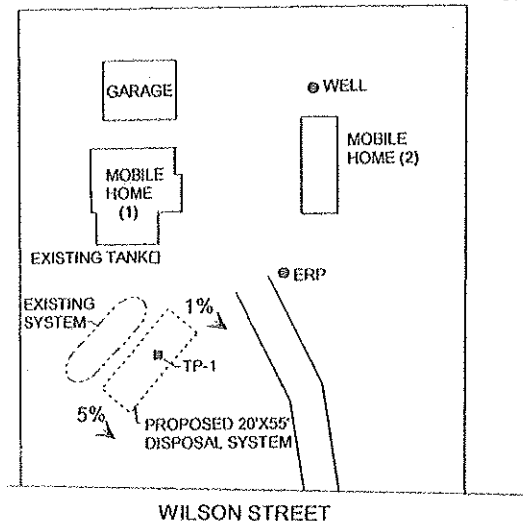 GARAGE
WELL
MOBILE
HOME (2)
MOBILE
HOME
(1)
EXISTING TANK
ERP
EXISTING
SYSTEM
1%
TP-1
5%
PROPOSED 20'X55'
DISPOSAL SYSTEM
WILSON STREET